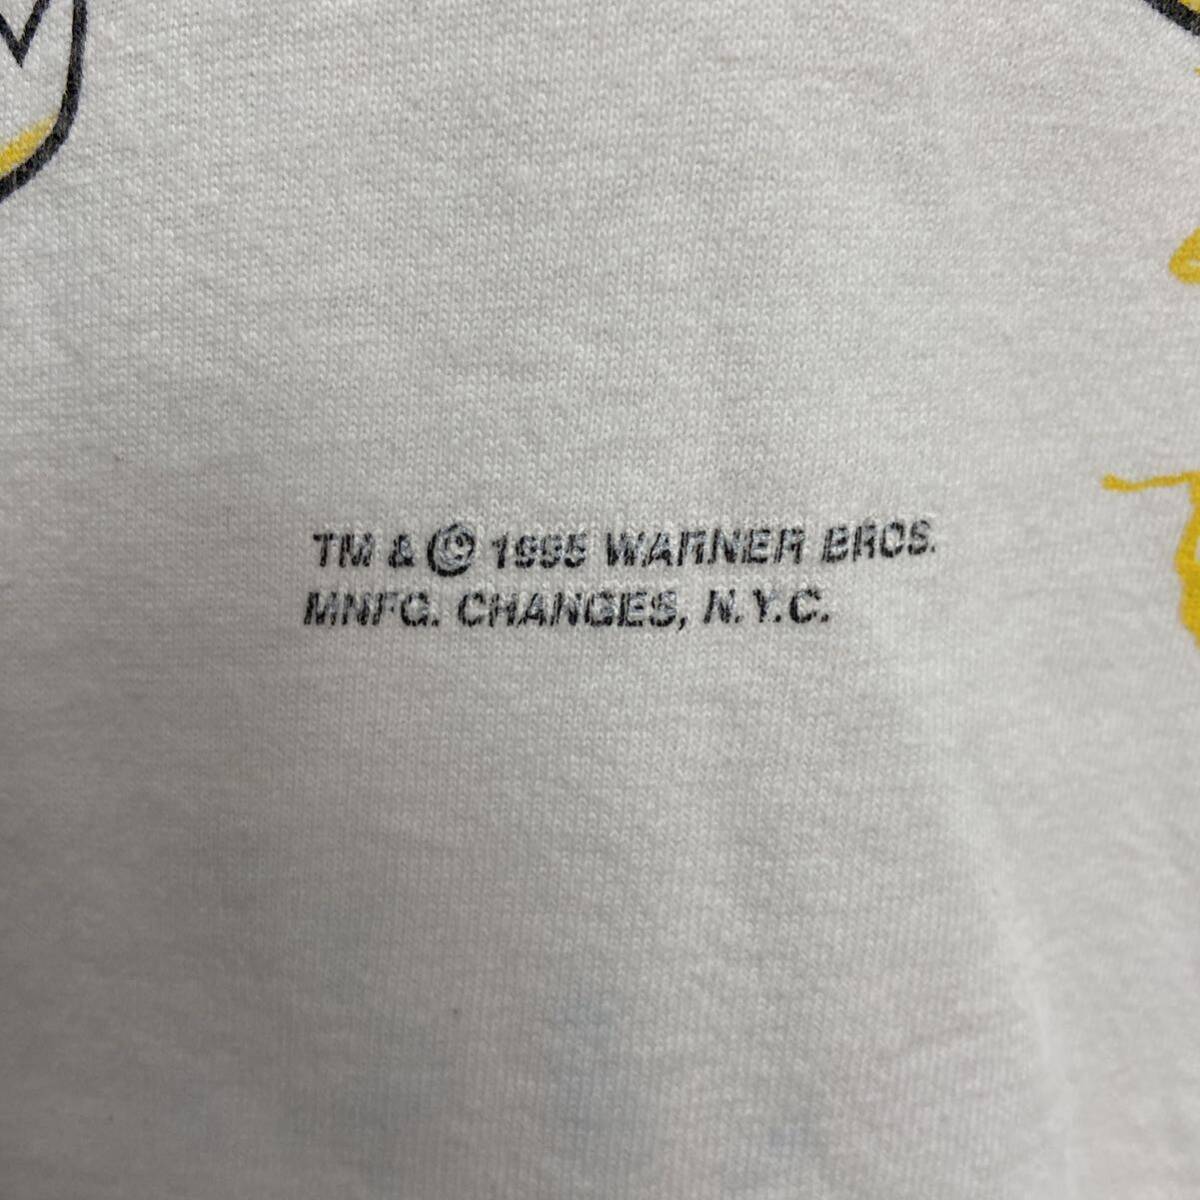 TM & © 1995 WARNER BROS.
MNFG. CHANGES, N.Y.C.